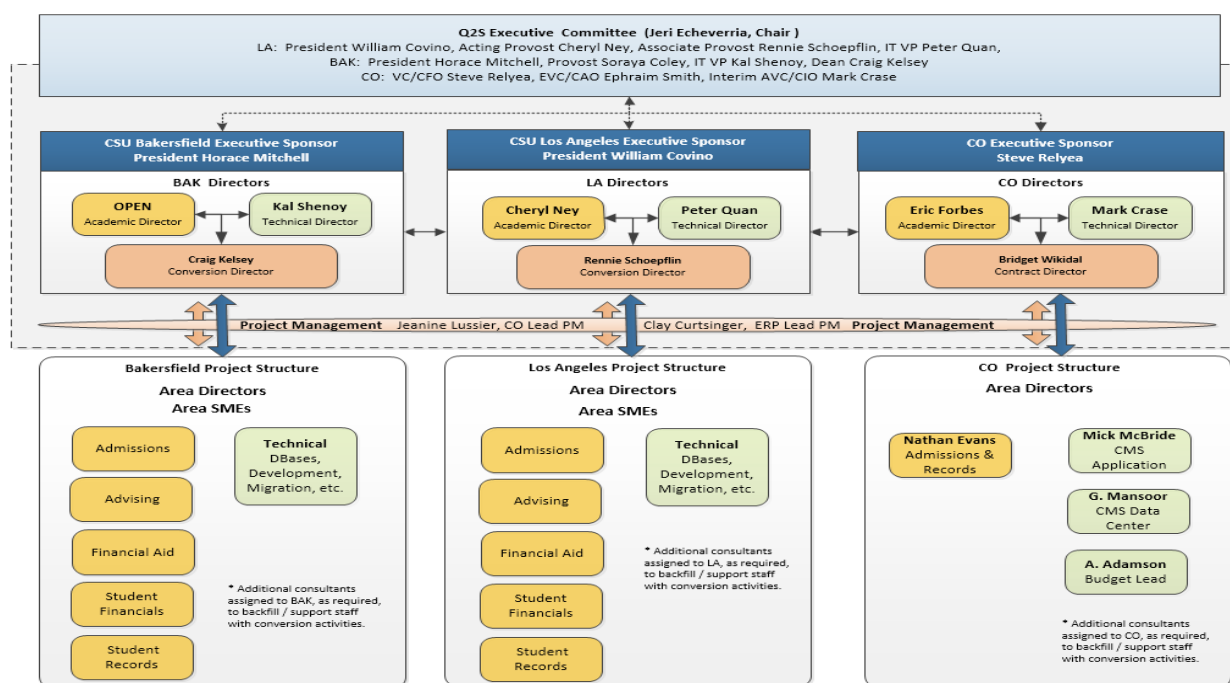 Q2S Executive Committee (Jeri Echeverria, Chair )
LA: President William Covino, Acting Provost Cheryl Ney, Associate Provost Rennie Schoepflin, IT VP Peter Quan,
BAK: President Horace Mitchell, Provost Soraya Coley, IT VP Kal Shenoy, Dean Craig Kelsey
CO: VC/CFO Steve Relyea, EVC/CAO Ephraim Smith, Interim AVC/CIO Mark Crase
CSU Bakersfield Executive Sponsor
President Horace Mitchell
BAK Directors
OPEN
Academic Director
Kal Shenoy
Technical Director
Craig Kelsey
Conversion Director
CSU Los Angeles Executive Sponsor
President William Covino
LA Directors
Cheryl Ney
Academic Director
Peter Quan
Technical Director
Rennie Schoepflin
Conversion Director
CO Executive Sponsor
Steve Relyea
CO Directors
Eric Forbes
Academic Director
Mark Crase
Technical Director
Bridget Wikidal
Contract Director
Project Management Jeanine Lussier, CO Lead PM Clay Curtsinger, ERP Lead PM Project Management
Bakersfield Project Structure
Area Directors
Area SMEs
Admissions
Advising
Financial Aid
Student
Financials
Student
Records
Technical
DBases,
Development,
Migration, etc.
* Additional consultants
assigned to BAK, as required,
to backfill / support staff
with conversion activities.
Los Angeles Project Structure
Area Directors
Area SMEs
Admissions
Advising
Financial Aid
Student
Financials
Student
Records
Technical
DBases,
Development,
Migration, etc.
* Additional consultants
assigned to LA, as required,
to backfill / support staff
with conversion activities.
CO Project Structure
Area Directors
Nathan Evans
Admissions &
Records
Mick McBride
CMS
Application
G. Mansoor
CMS Data
Center
A. Adamson
Budget Lead
* Additional consultants
assigned to CO, as required,
to backfill / support staff
with conversion activities.